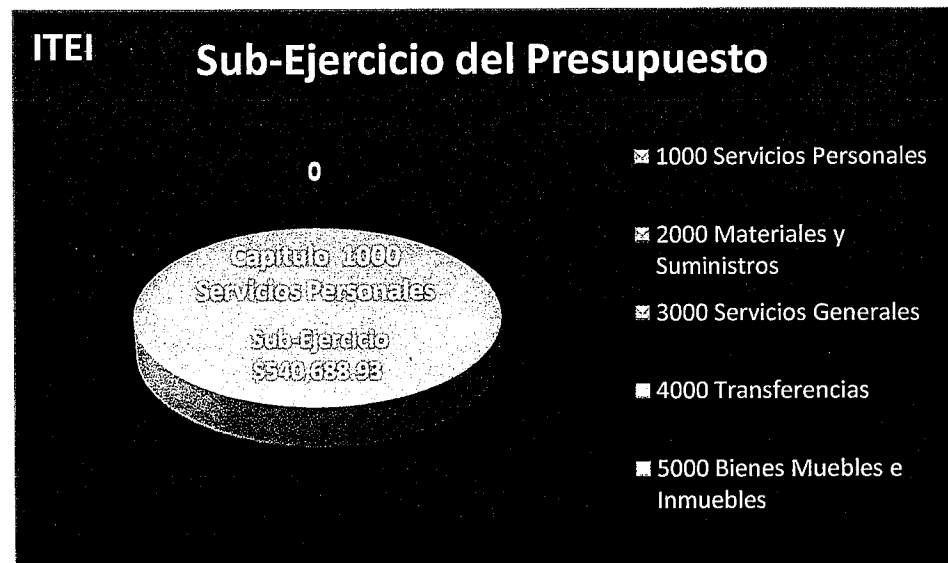 ITEI
Sub-Ejercicio del Presupuesto
0
Capítulo 1000
Servicios Personales
Sub-Ejercicio
$540,688.93
1000 Servicios Personales
2000 Materiales y
Suministros
3000 Servicios Generales
4000 Transferencias
5000 Bienes Muebles e
Inmuebles